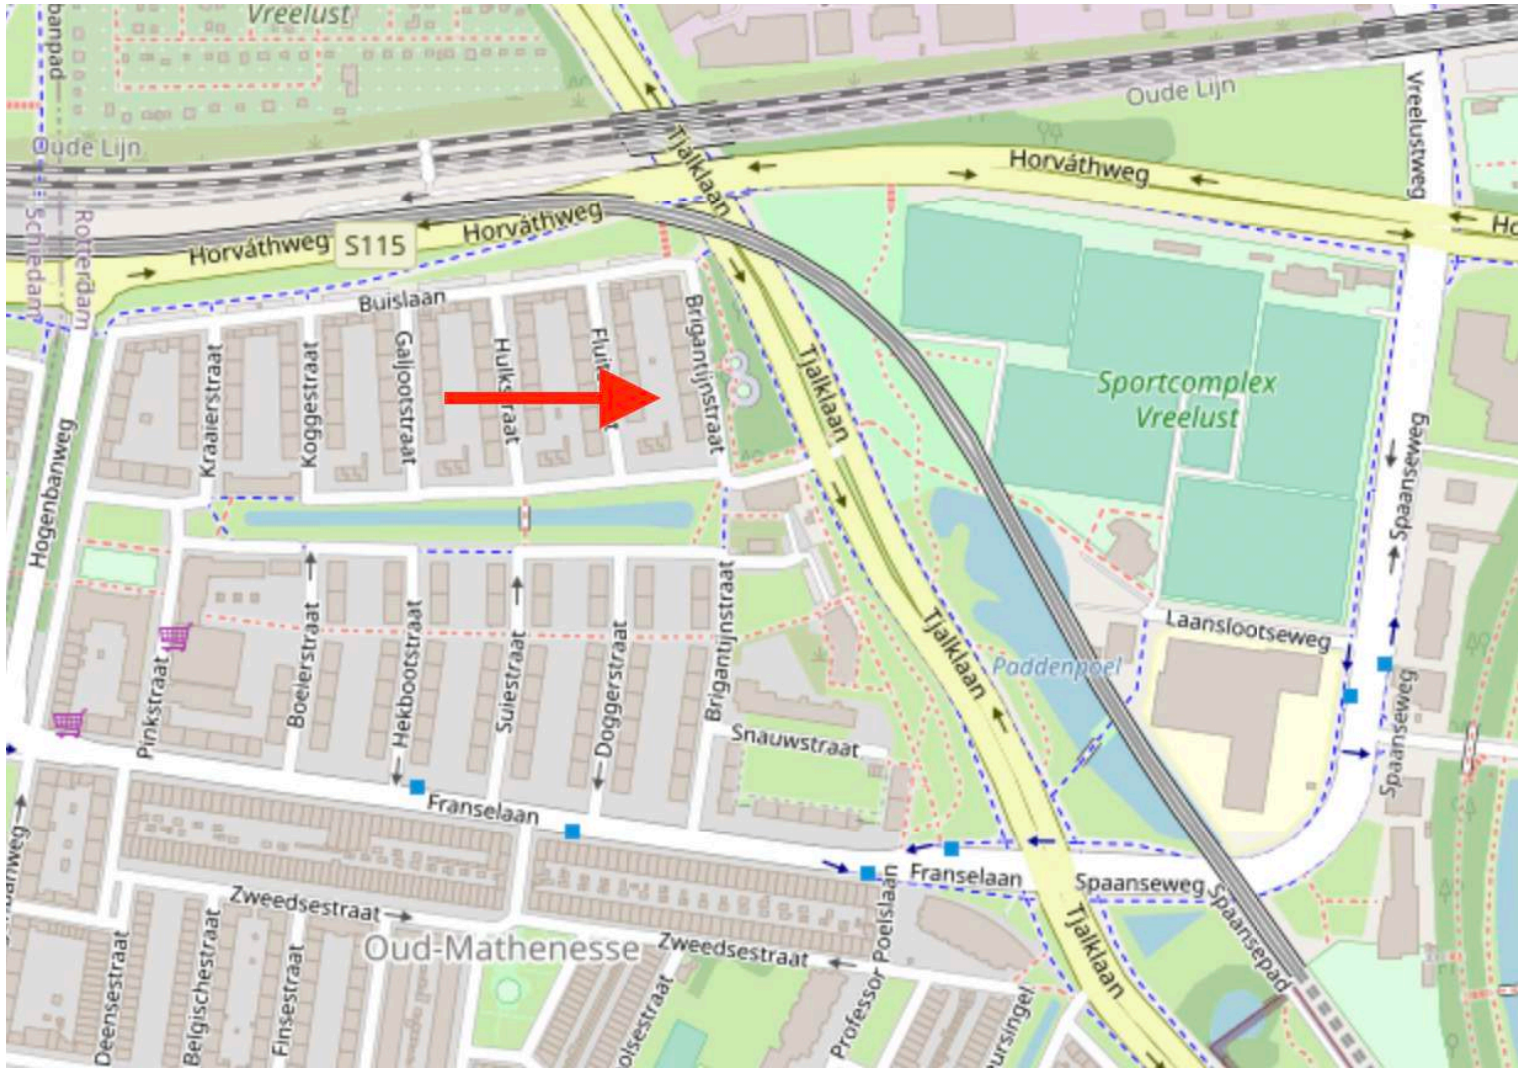 Vreelust
Oude Lijn
Oude Lijn
Tjalklaan
Horváthweg
Vreelustweg
Schiedam
Rotterdam
Horváthweg
S115
Horváthweg
Buislaan
Brigantijnstraat
Kraaierstraat
Koggestraat
Galjootstraat
Tjalklaan
Sportcomplex
Vreelust
Hogenbanweg
Spaanseweg
Laanslootseweg
Paddenpoel
Tjalklaan
Boeierstraat
Hekbootstraat
Suiestraat
Doggerstraat
Brigantijnstraat
Pinkstraat
Snauwstraat
Spaanseweg
Franselaan
Franselaan
Spaanseweg
Spaansepad
Zweedsestraat
Oud-Mathenesse
Zweedsestraat
Professor Poelslaan
Tjalklaan
Deensestraat
Belgischestraat
Finsestraat